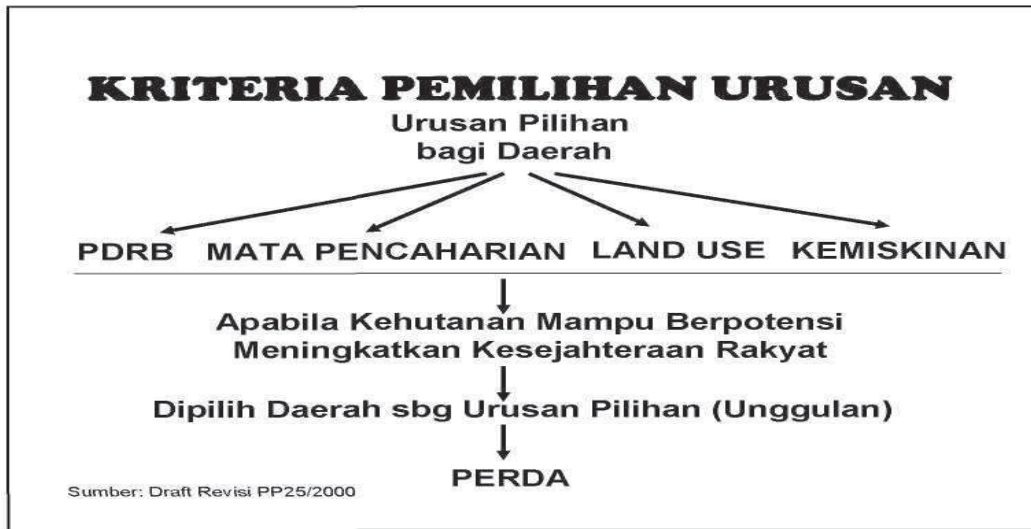 KRITERIA PEMILIHAN URUSAN
Urusan Pilihan
bagi Daerah
PDRB MATA PENCAHARIAN LAND USE KEMISKINAN
Apabila Kehutanan Mampu Berpotensi
Meningkatkan Kesejahteraan Rakyat
Dipilih Daerah sbg Urusan Pilihan (Unggulan)
PERDA
Sumber: Draft Revisi PP25/2000